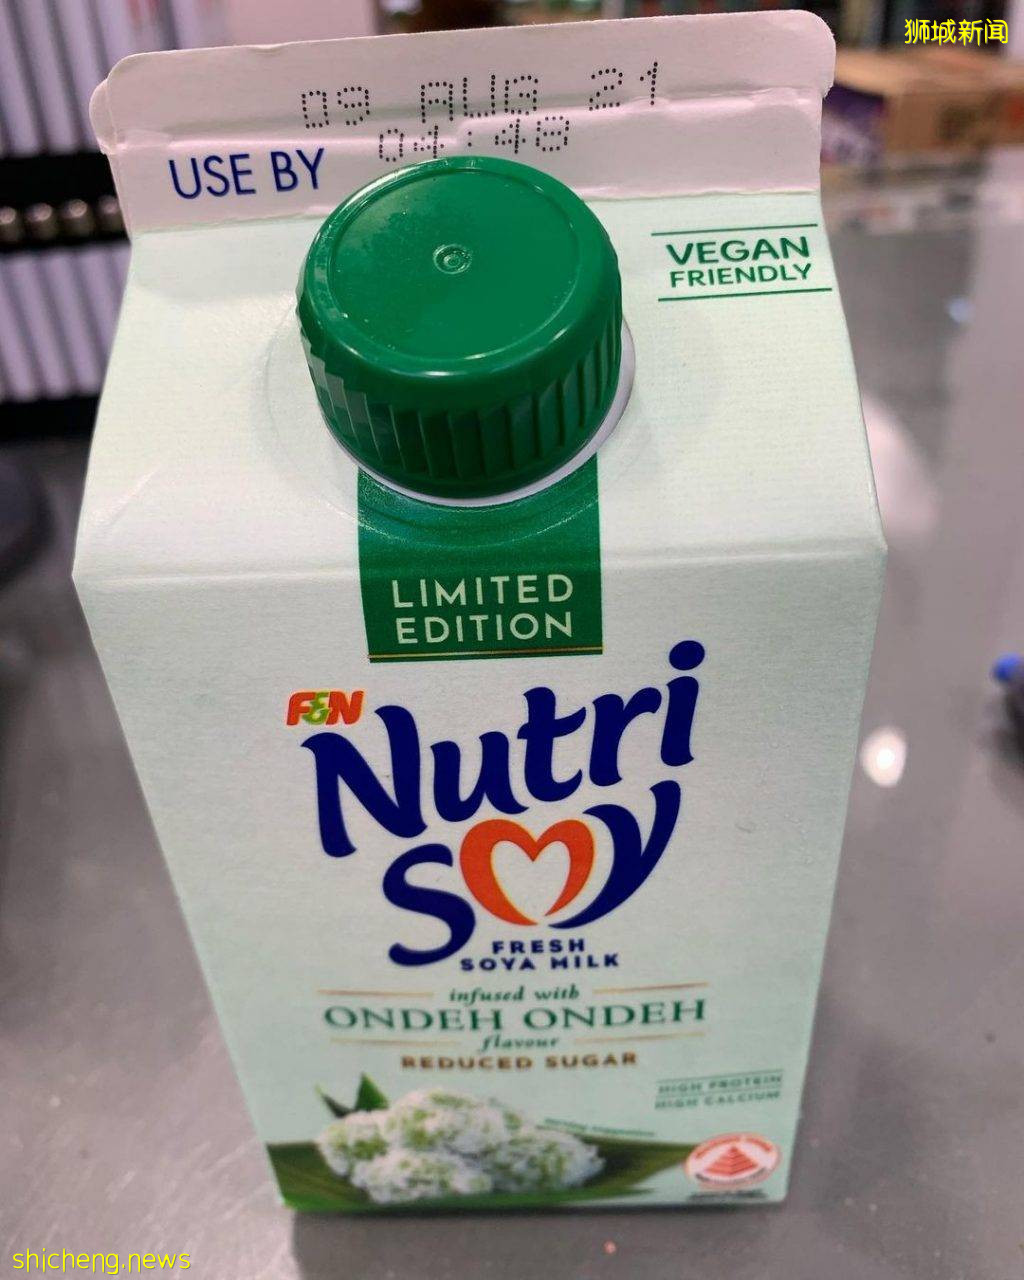 狮城新闻
09 AUG 21
04:48
USE BY
VEGAN
FRIENDLY
LIMITED
EDITION
F&N
Nutri
Soy
FRESH
SOYA MILK
infused with
ONDEH ONDEH
flavour
REDUCED SUGAR
HIGH PROTEIN
HIGH CALCIUM
shicheng.news